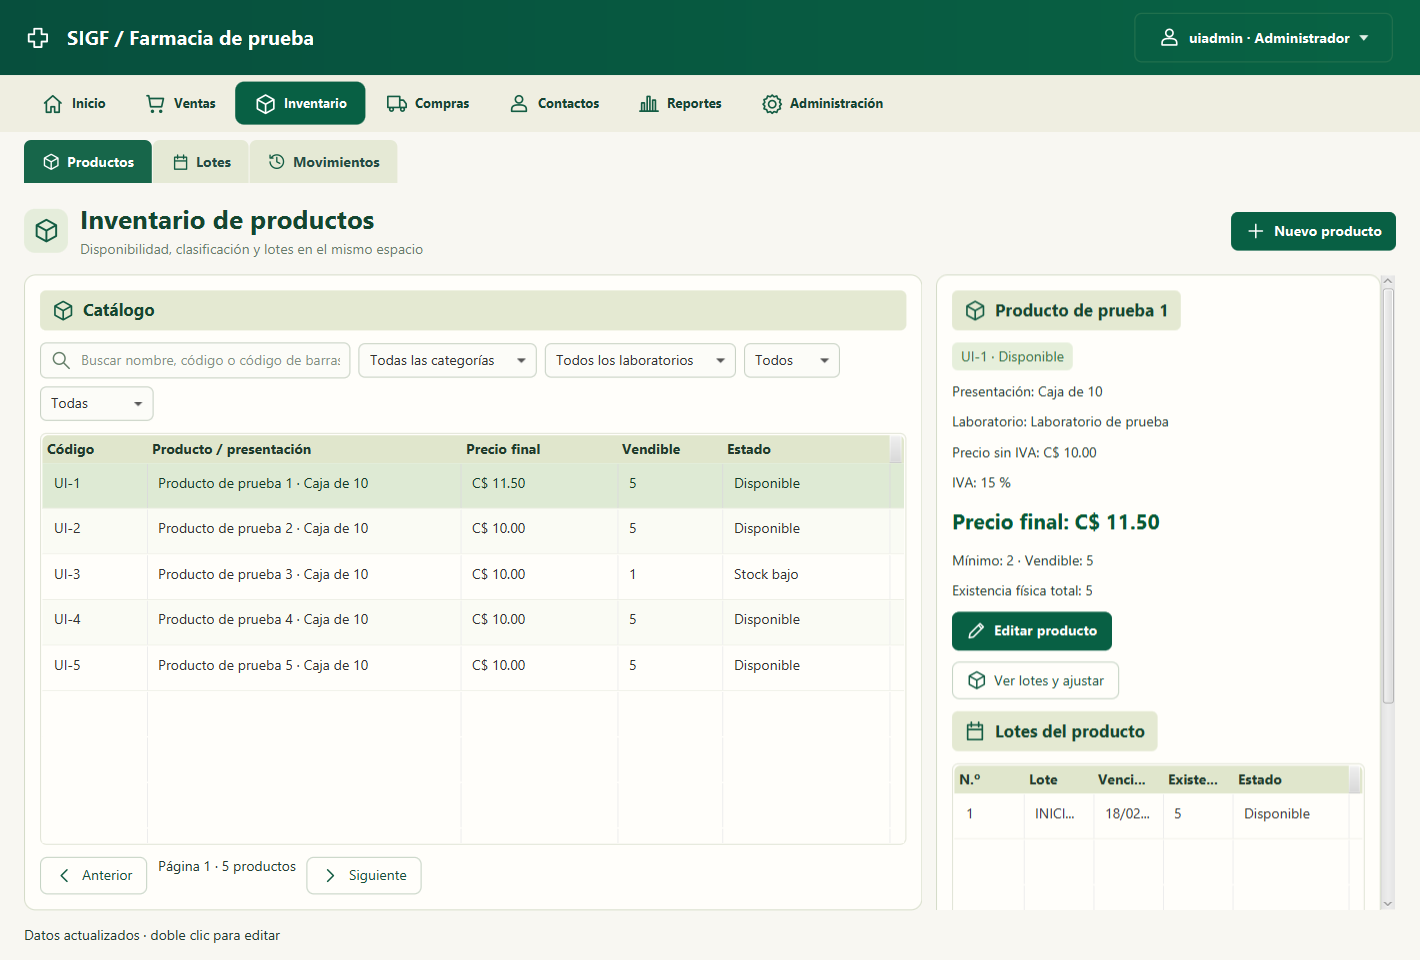 SIGF / Farmacia de prueba
uiadmin · Administrador
Inicio
Ventas
Inventario
Compras
Contactos
Reportes
Administración
Productos
Lotes
Movimientos
Inventario de productos
Disponibilidad, clasificación y lotes en el mismo espacio
Nuevo producto
Catálogo
Buscar nombre, código o código de barras
Todas las categorías
Todos los laboratorios
Todos
Todas
Código Producto / presentación Precio final Vendible Estado
UI-1 Producto de prueba 1 · Caja de 10 C$ 11.50 5 Disponible
UI-2 Producto de prueba 2 · Caja de 10 C$ 10.00 5 Disponible
UI-3 Producto de prueba 3 · Caja de 10 C$ 10.00 1 Stock bajo
UI-4 Producto de prueba 4 · Caja de 10 C$ 10.00 5 Disponible
UI-5 Producto de prueba 5 · Caja de 10 C$ 10.00 5 Disponible
Anterior
Página 1 · 5 productos
Siguiente
Producto de prueba 1
UI-1 · Disponible
Presentación: Caja de 10
Laboratorio: Laboratorio de prueba
Precio sin IVA: C$ 10.00
IVA: 15 %
Precio final: C$ 11.50
Mínimo: 2 · Vendible: 5
Existencia física total: 5
Editar producto
Ver lotes y ajustar
Lotes del producto
N.º Lote Venci... Existe... Estado
1 INICI... 18/02... 5 Disponible
Datos actualizados · doble clic para editar